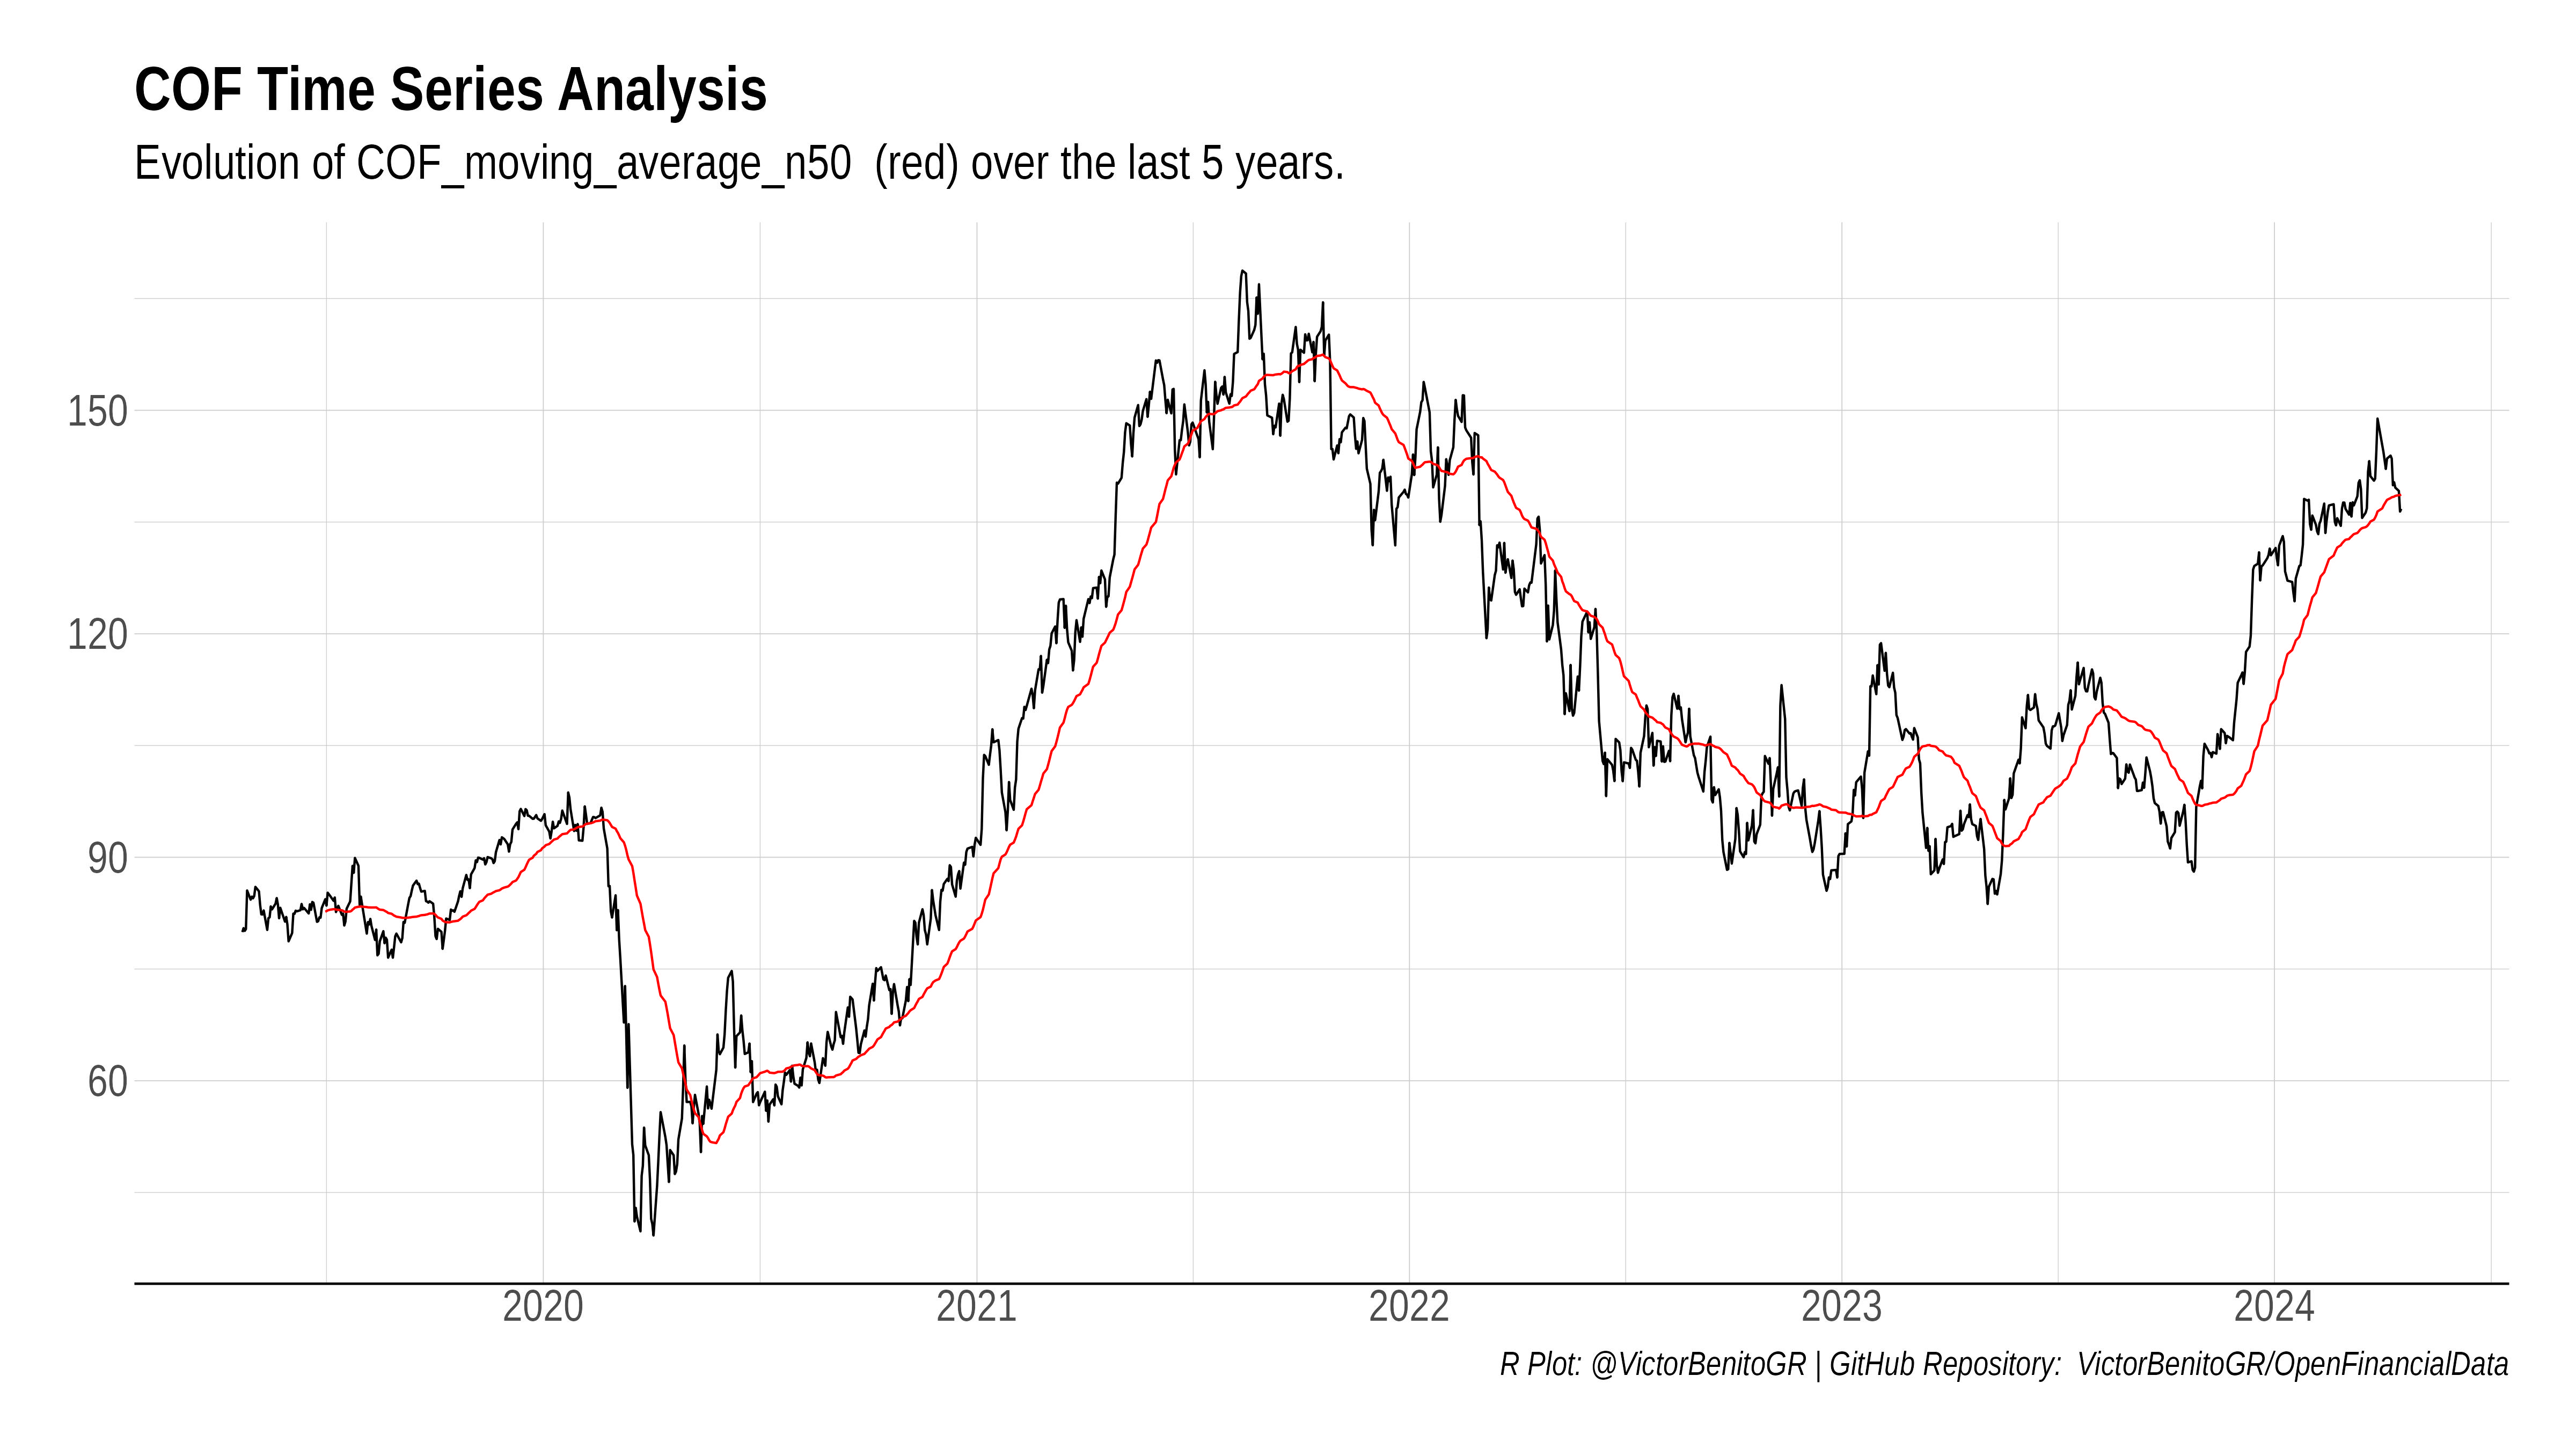 COF Time Series Analysis
Evolution of COF_moving_average_n50  (red) over the last 5 years.
150
120
90
60
2020 2021 2022 2023 2024
R Plot: @VictorBenitoGR | GitHub Repository:  VictorBenitoGR/OpenFinancialData